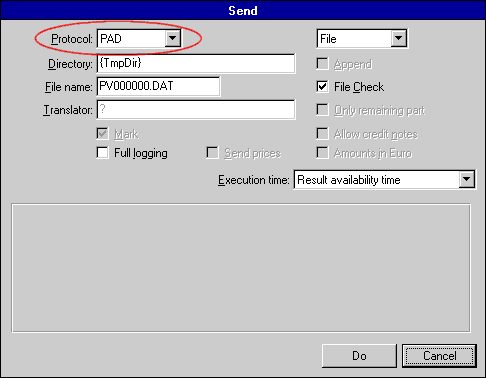 Send
Protocol: PAD File
Directory: {TmpDir} Append
File name: PV000000.DAT File Check
Translator: ? Only remaining part
Mark Allow credit notes
Full logging Send prices Amounts in Euro
Execution time: Result availability time
Do Cancel